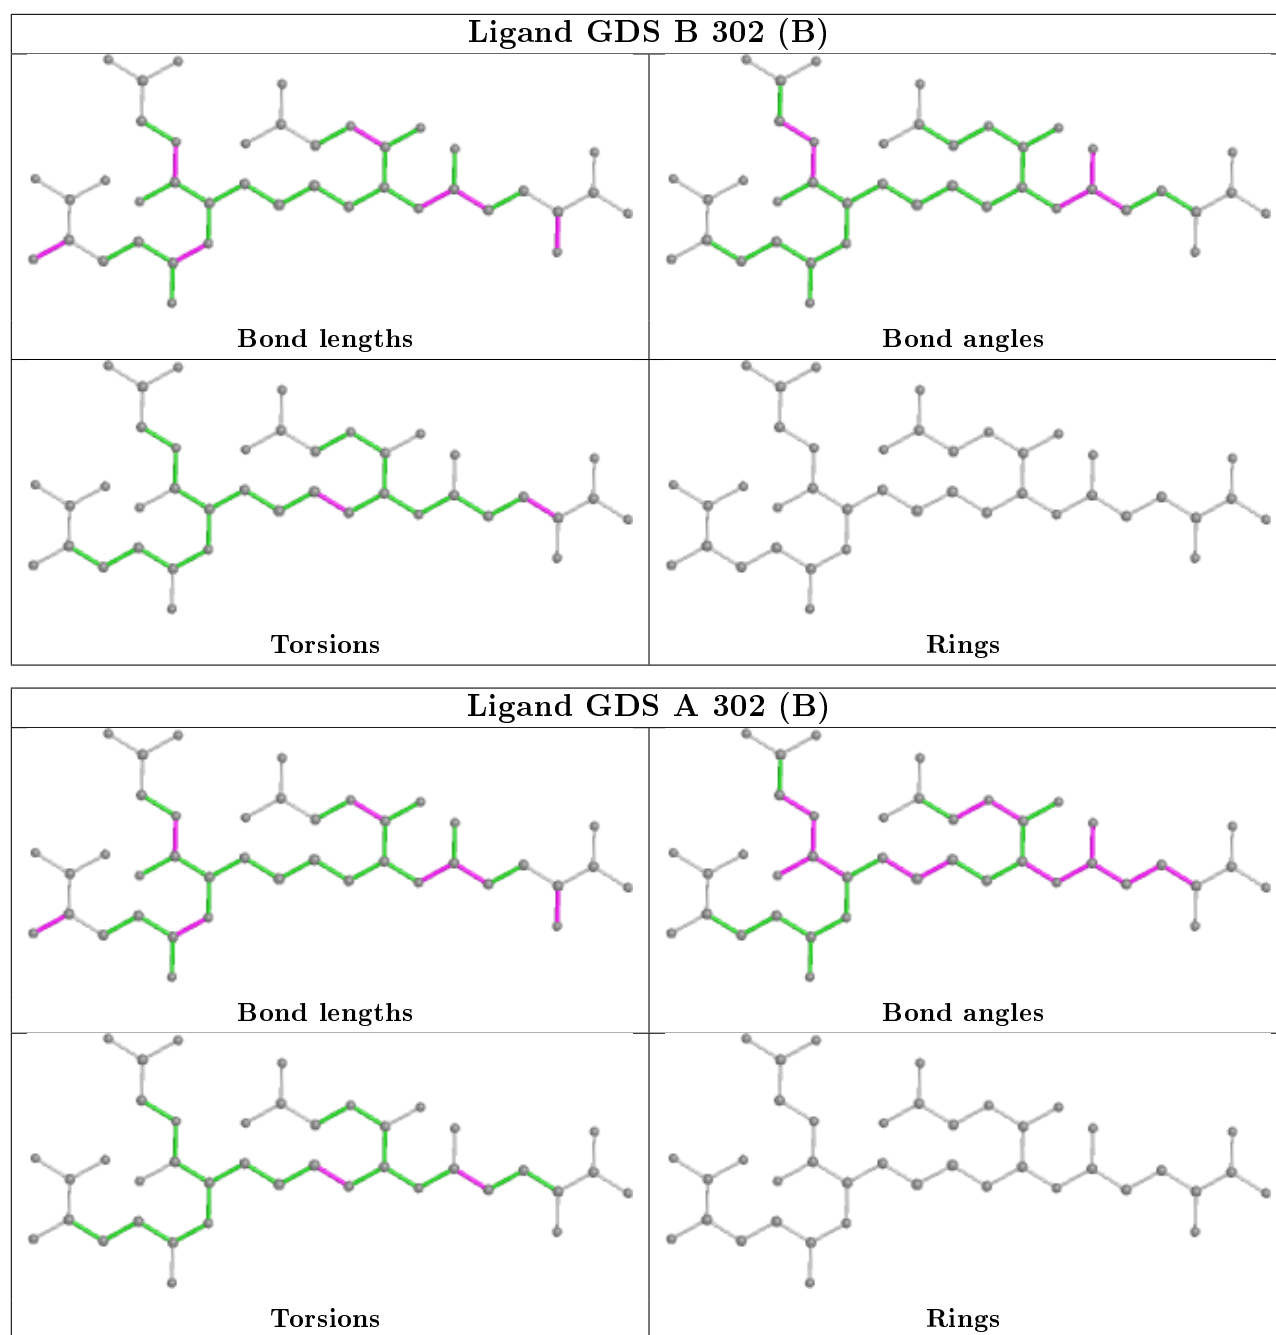 Ligand GDS B 302 (B)
Bond lengths
Bond angles
Torsions
Rings
Ligand GDS A 302 (B)
Bond lengths
Bond angles
Torsions
Rings